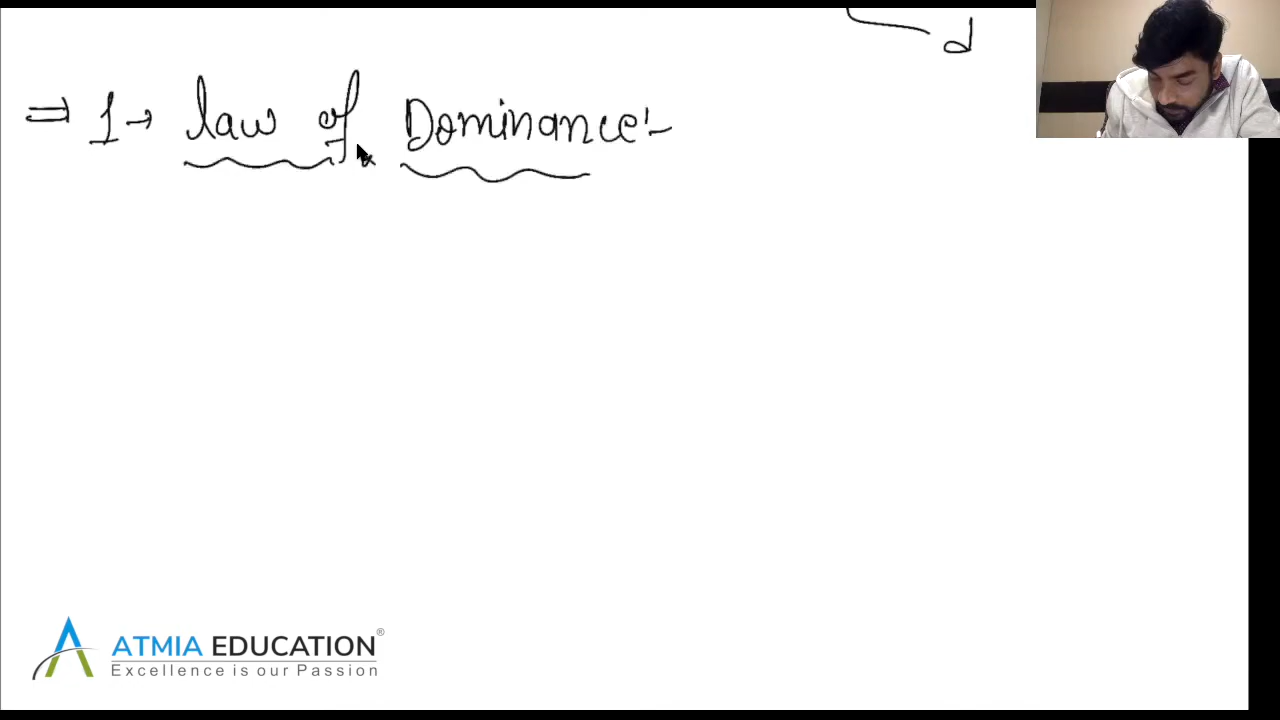 d
⇒ 1→ law of Dominance:-
ATMIA EDUCATION®
Excellence is our Passion